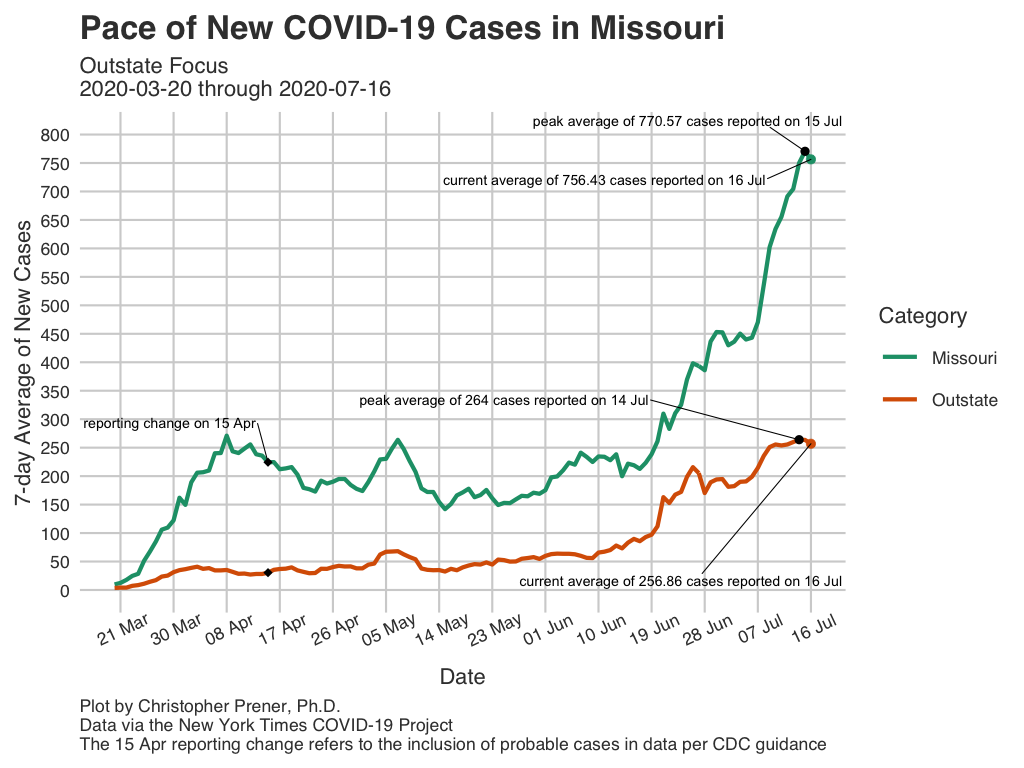 Pace of New COVID-19 Cases in Missouri
Outstate Focus
2020-03-20 through 2020-07-16
7-day Average of New Cases
800
750
700
650
600
550
500
450
400
350
300
250
200
150
100
50
0
peak average of 770.57 cases reported on 15 Jul
current average of 756.43 cases reported on 16 Jul
peak average of 264 cases reported on 14 Jul
reporting change on 15 Apr
current average of 256.86 cases reported on 16 Jul
21 Mar
30 Mar
08 Apr
17 Apr
26 Apr
05 May
14 May
23 May
01 Jun
10 Jun
19 Jun
28 Jun
07 Jul
16 Jul
Date
Category
Missouri
Outstate
Plot by Christopher Prener, Ph.D.
Data via the New York Times COVID-19 Project
The 15 Apr reporting change refers to the inclusion of probable cases in data per CDC guidance